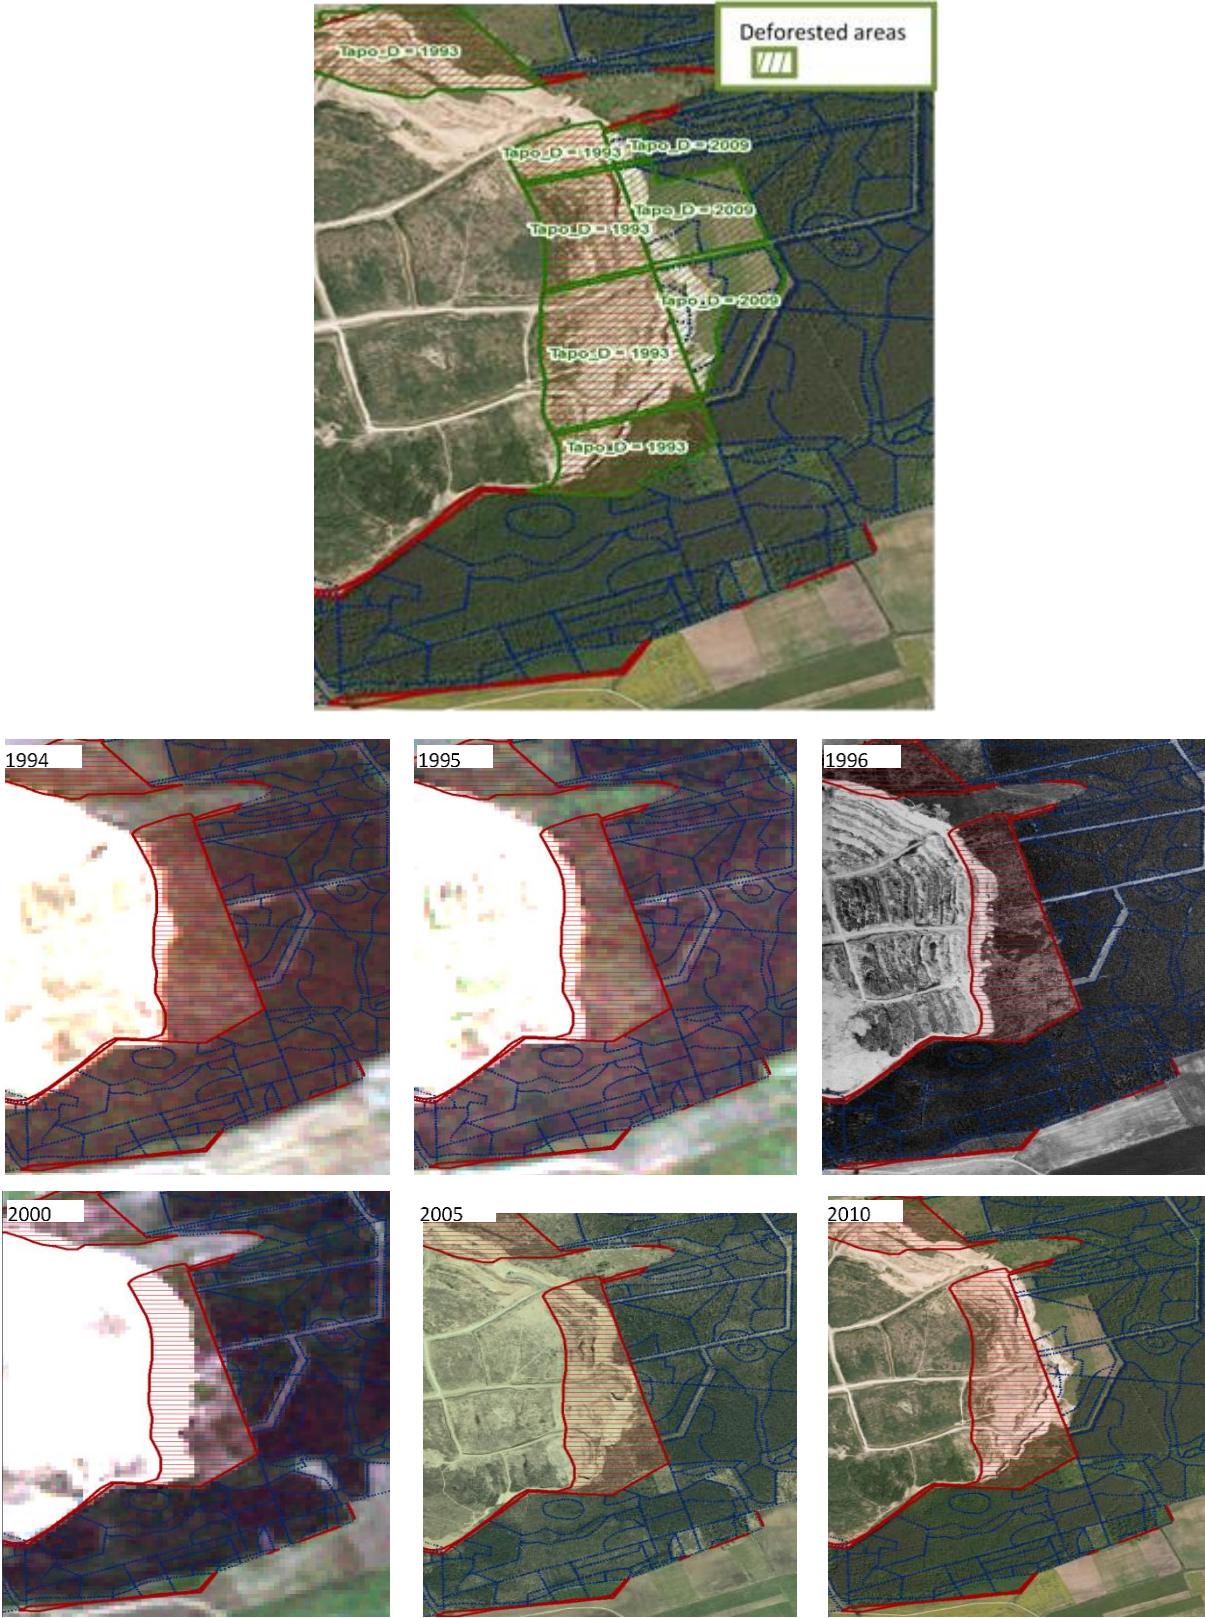 Deforested areas
Tapo_D = 1993
Tapo_D = 1993
Tapo_D = 2009
Tapo_D = 2009
Tapo_D = 1993
Tapo_D = 2009
Tapo_D = 1993
Tapo_D = 1993
1994
1995
1996
2000
2005
2010